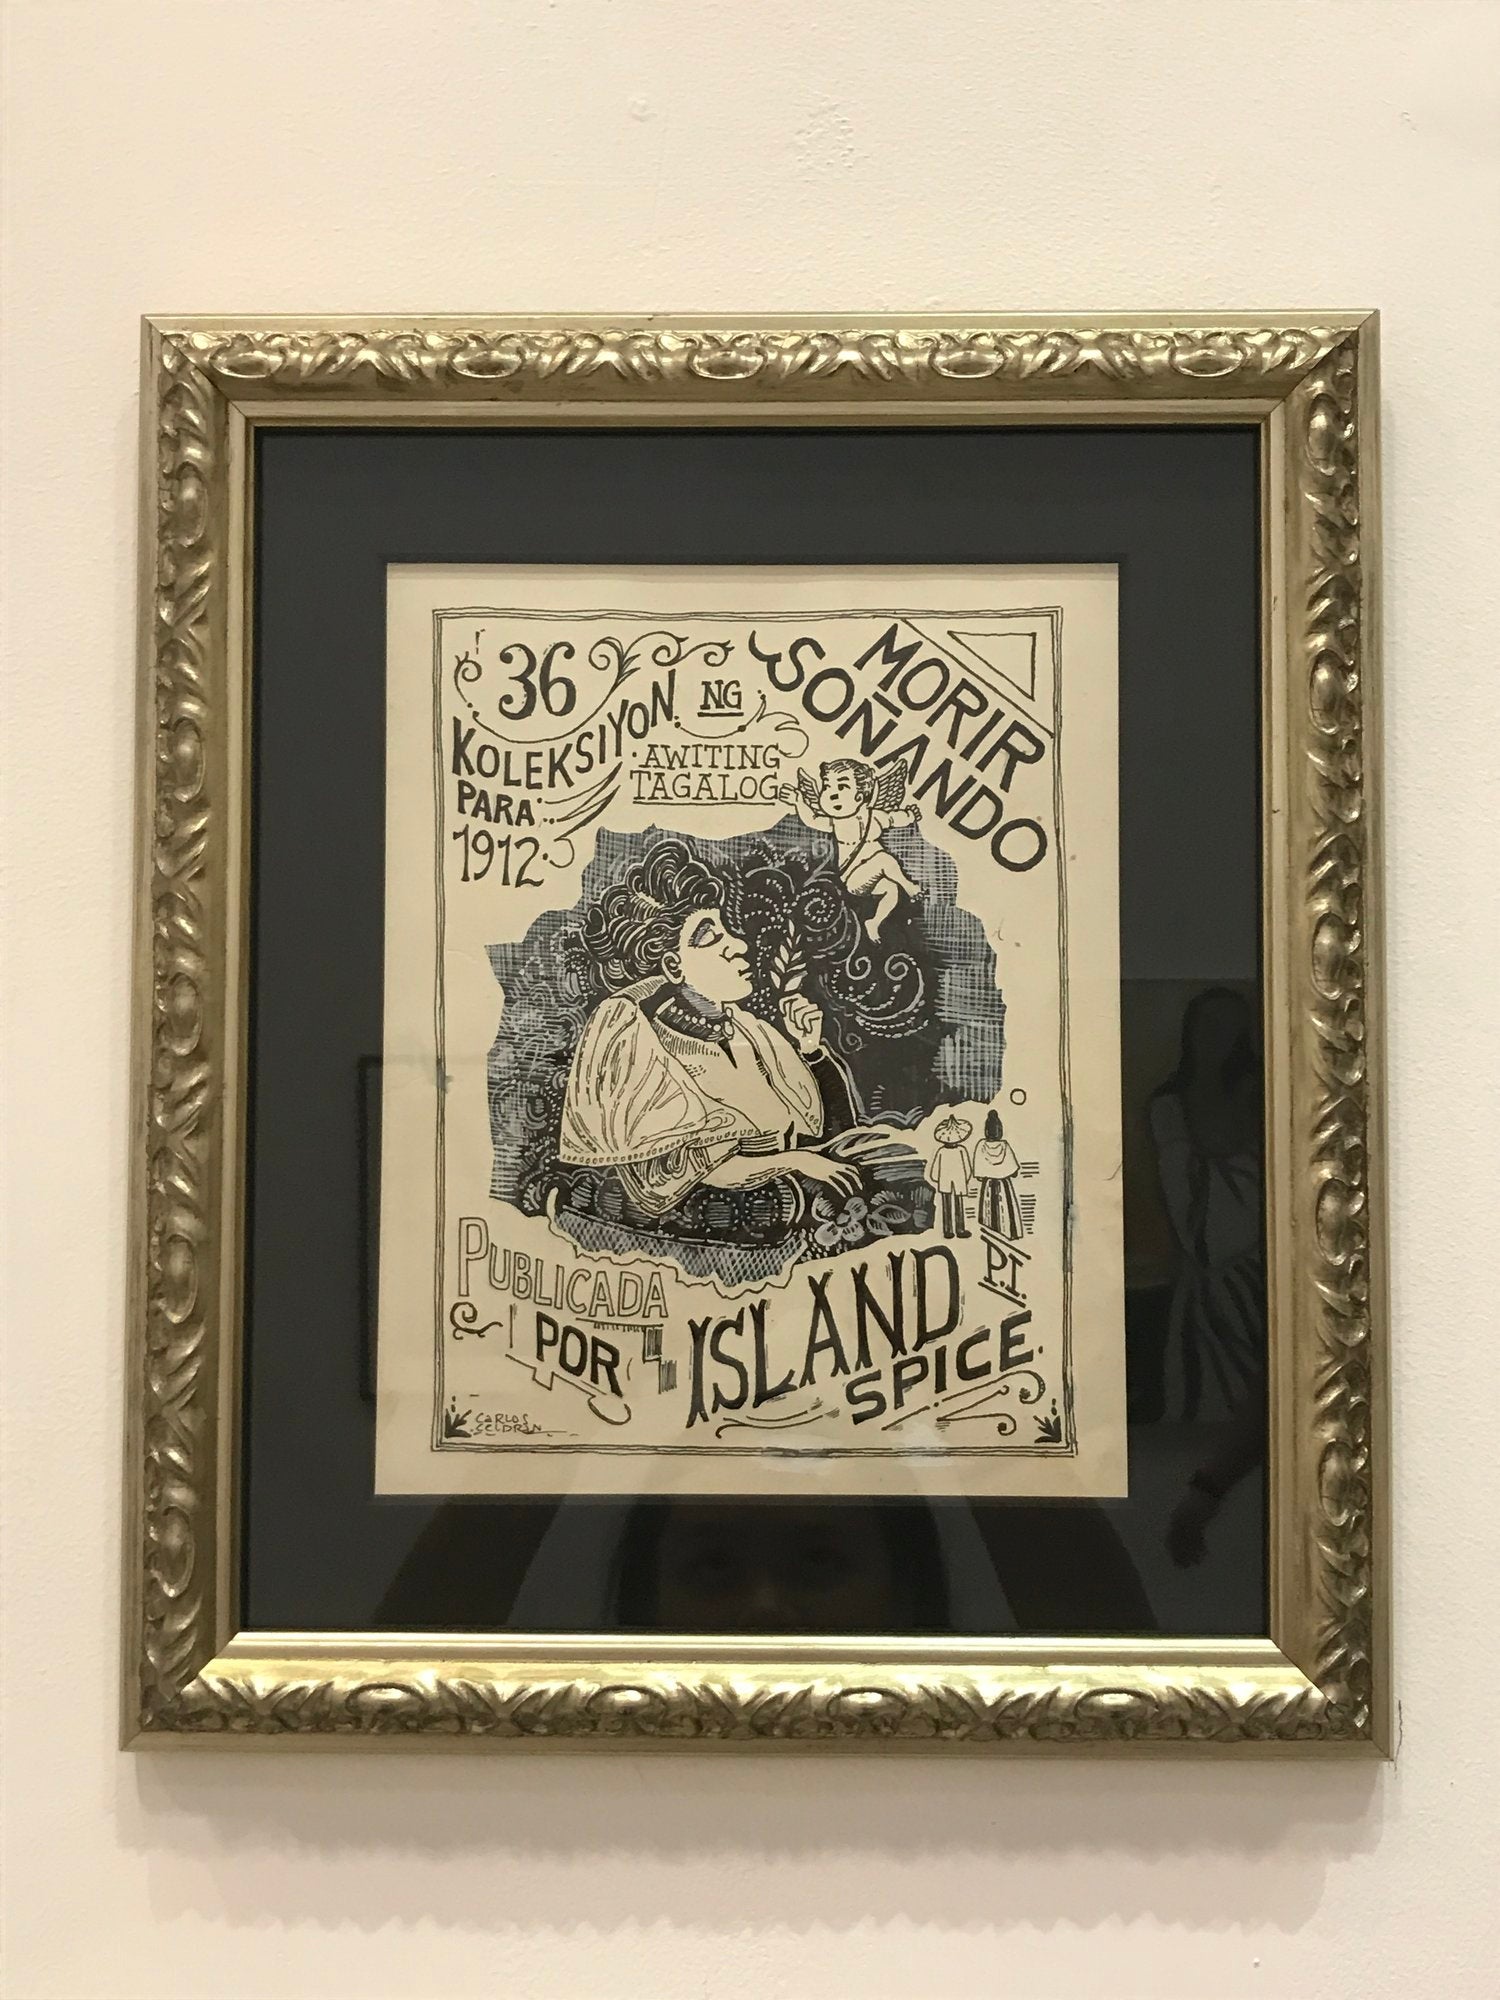 36
KOLEKSIYON NG
AWITING
TAGALOG
PARA
1912
MORIR
SOÑANDO
PUBLICADA
POR
ISLAND
SPICE.
P.I.
CARLOS
CELDRAN